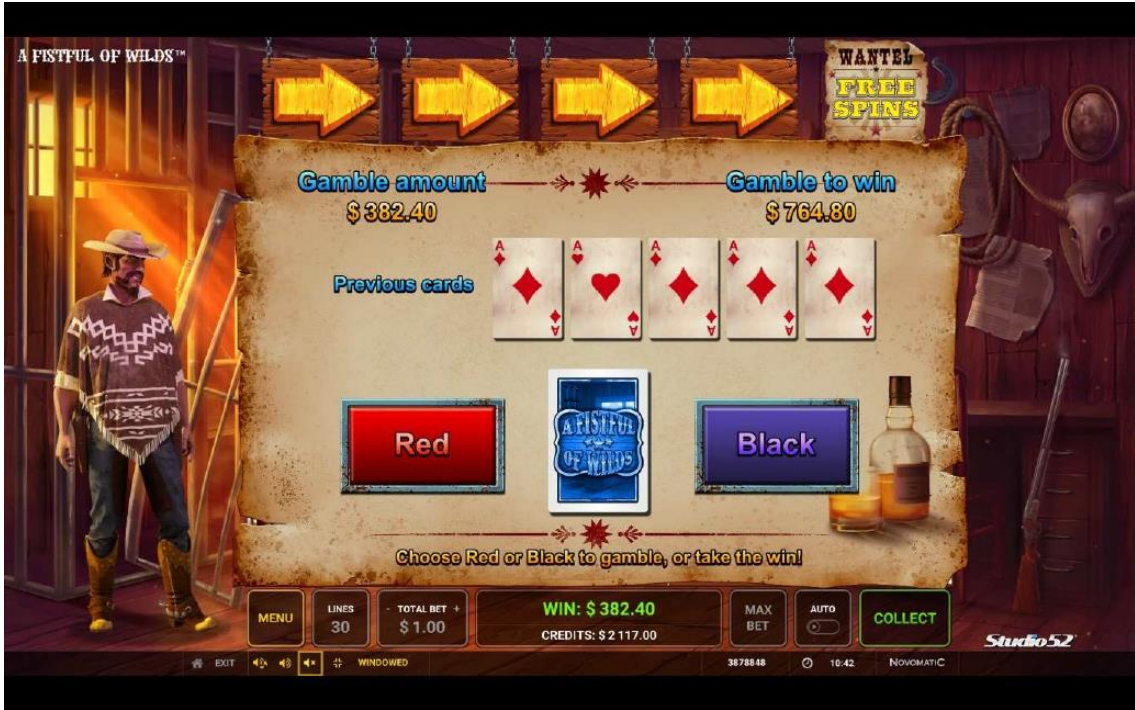 A FISTFUL OF WILDS™
WANTED
FREE
SPINS
Gamble amount
Gamble to win
$ 382.40
$ 764.80
Previous cards
A A A A A
A A A A A
Red
A FISTFUL
OF WILDS
Black
Choose Red or Black to gamble, or take the win!
MENU
LINES
30
- TOTAL BET +
$ 1.00
WIN: $ 382.40
CREDITS: $ 2 117.00
MAX
BET
AUTO
COLLECT
Studio52
EXIT
WINDOWED
3878848
10:42
NOVOMATIC